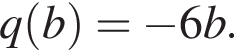 q(b) = −6b.